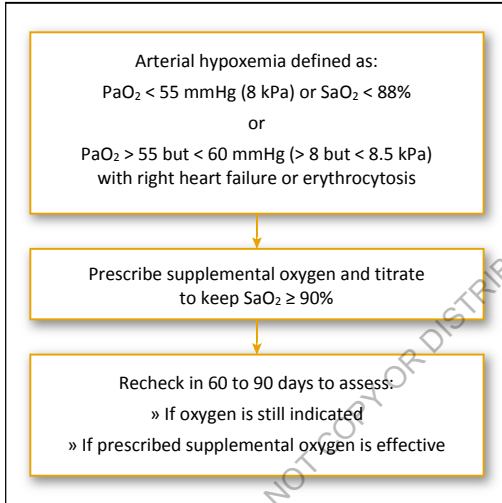 Arterial hypoxemia defined as:
PaO₂ < 55 mmHg (8 kPa) or SaO₂ < 88%
or
PaO₂ > 55 but < 60 mmHg (> 8 but < 8.5 kPa)
with right heart failure or erythrocytosis
Prescribe supplemental oxygen and titrate
to keep SaO₂ ≥ 90%
Recheck in 60 to 90 days to assess:
» If oxygen is still indicated
» If prescribed supplemental oxygen is effective
NOT COPY OR